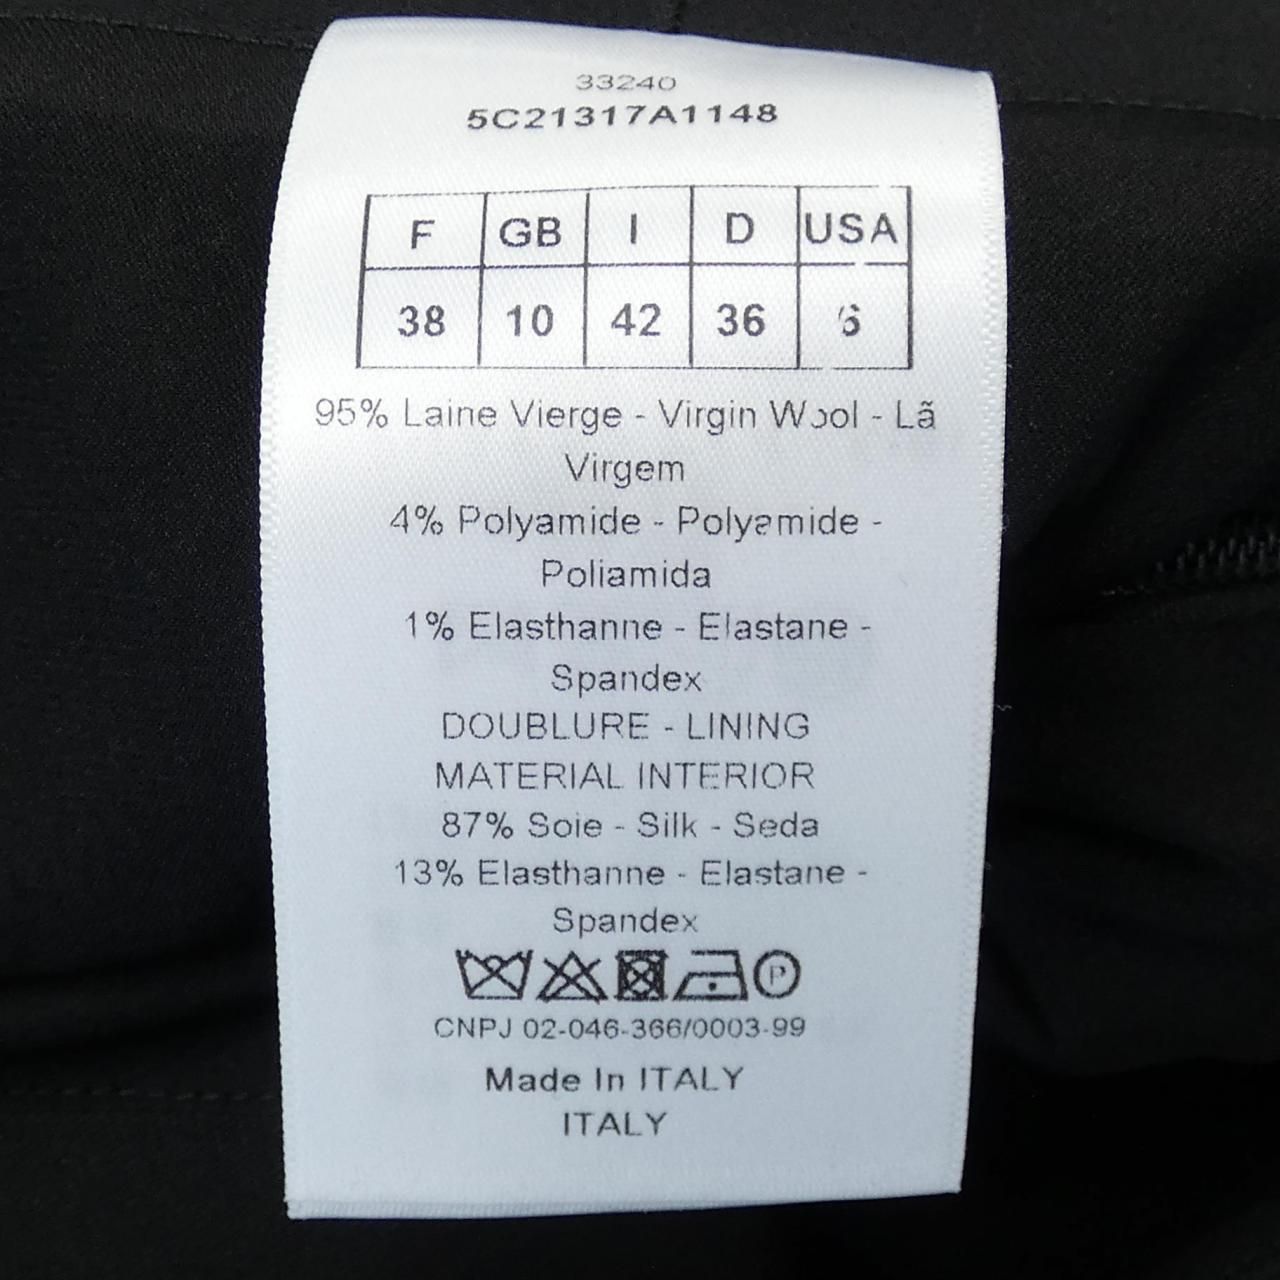 33240
5C21317A1148
F GB I D USA
38 10 42 36 6
95% Laine Vierge - Virgin Wool - Lã
Virgem
4% Polyamide - Polyamide -
Poliamida
1% Elasthanne - Elastane -
Spandex
DOUBLURE - LINING
MATERIAL INTERIOR
87% Soie - Silk - Seda
13% Elasthanne - Elastane -
Spandex
P
CNPJ 02-046-366/0003-99
Made In ITALY
ITALY